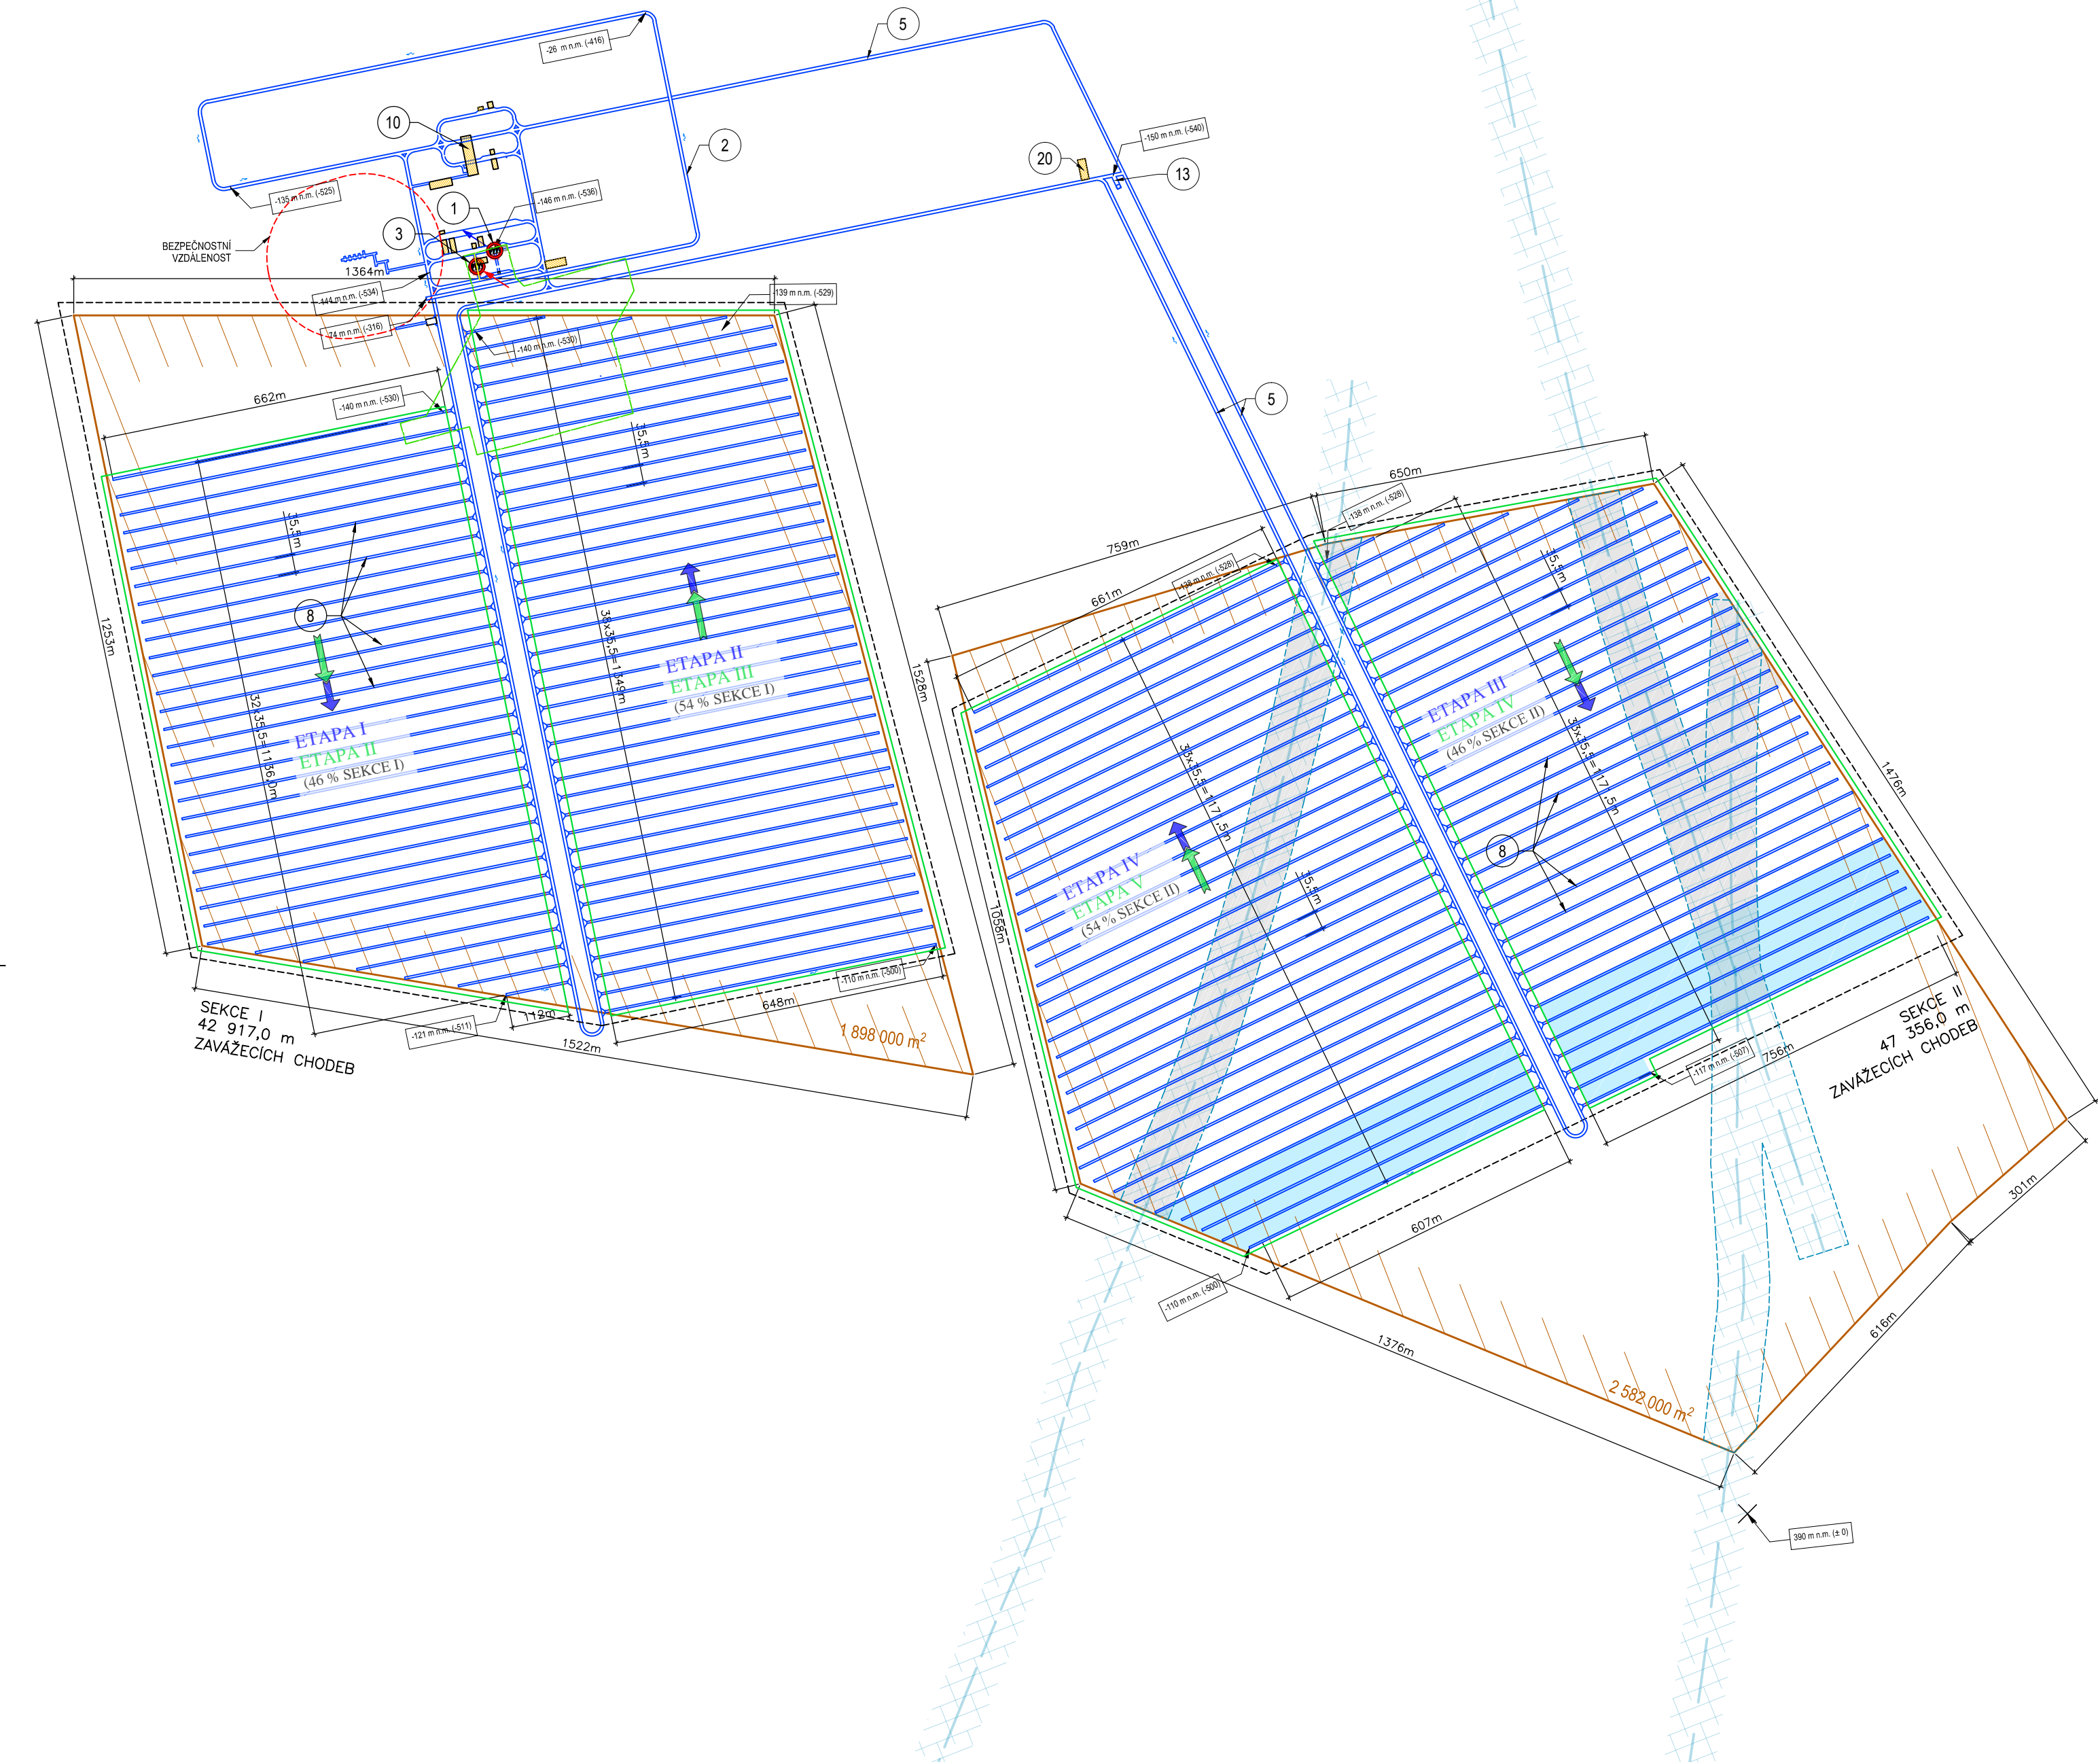 5
-26 m n.m. (-416)
10
2
20
-150 m n.m. (-540)
13
-135 m n.m. (-525)
1
-146 m n.m. (-536)
3
BEZPEČNOSTNÍ
VZDÁLENOST
1364m
-144 m n.m. (-534)
-139 m n.m. (-529)
-74 m n.m. (-316)
-140 m n.m. (-530)
662m
-140 m n.m. (-530)
5
35,5m
35,5m
650m
-138 m n.m. (-528)
759m
-138 m n.m. (-528)
661m
35,5m
1253m
8
38x35,5=1349m
ETAPA II
ETAPA III
(54 % SEKCE I)
1528m
ETAPA I
ETAPA II
(46 % SEKCE I)
32x35,5=1136,0m
ETAPA III
ETAPA IV
(46 % SEKCE II)
33x35,5=117,5m
33x35,5=117,5m
1476m
8
ETAPA IV
ETAPA V
(54 % SEKCE II)
35,5m
1058m
-110 m n.m. (-500)
648m
112m
-121 m n.m. (-511)
1522m
1 898 000 m²
SEKCE I
42 917,0 m
ZAVÁŽECÍCH CHODEB
SEKCE II
47 356,0 m
ZAVÁŽECÍCH CHODEB
-117 m n.m. (-507)
756m
607m
301m
-110 m n.m. (-500)
1376m
616m
2 582 000 m²
390 m n.m. (± 0)